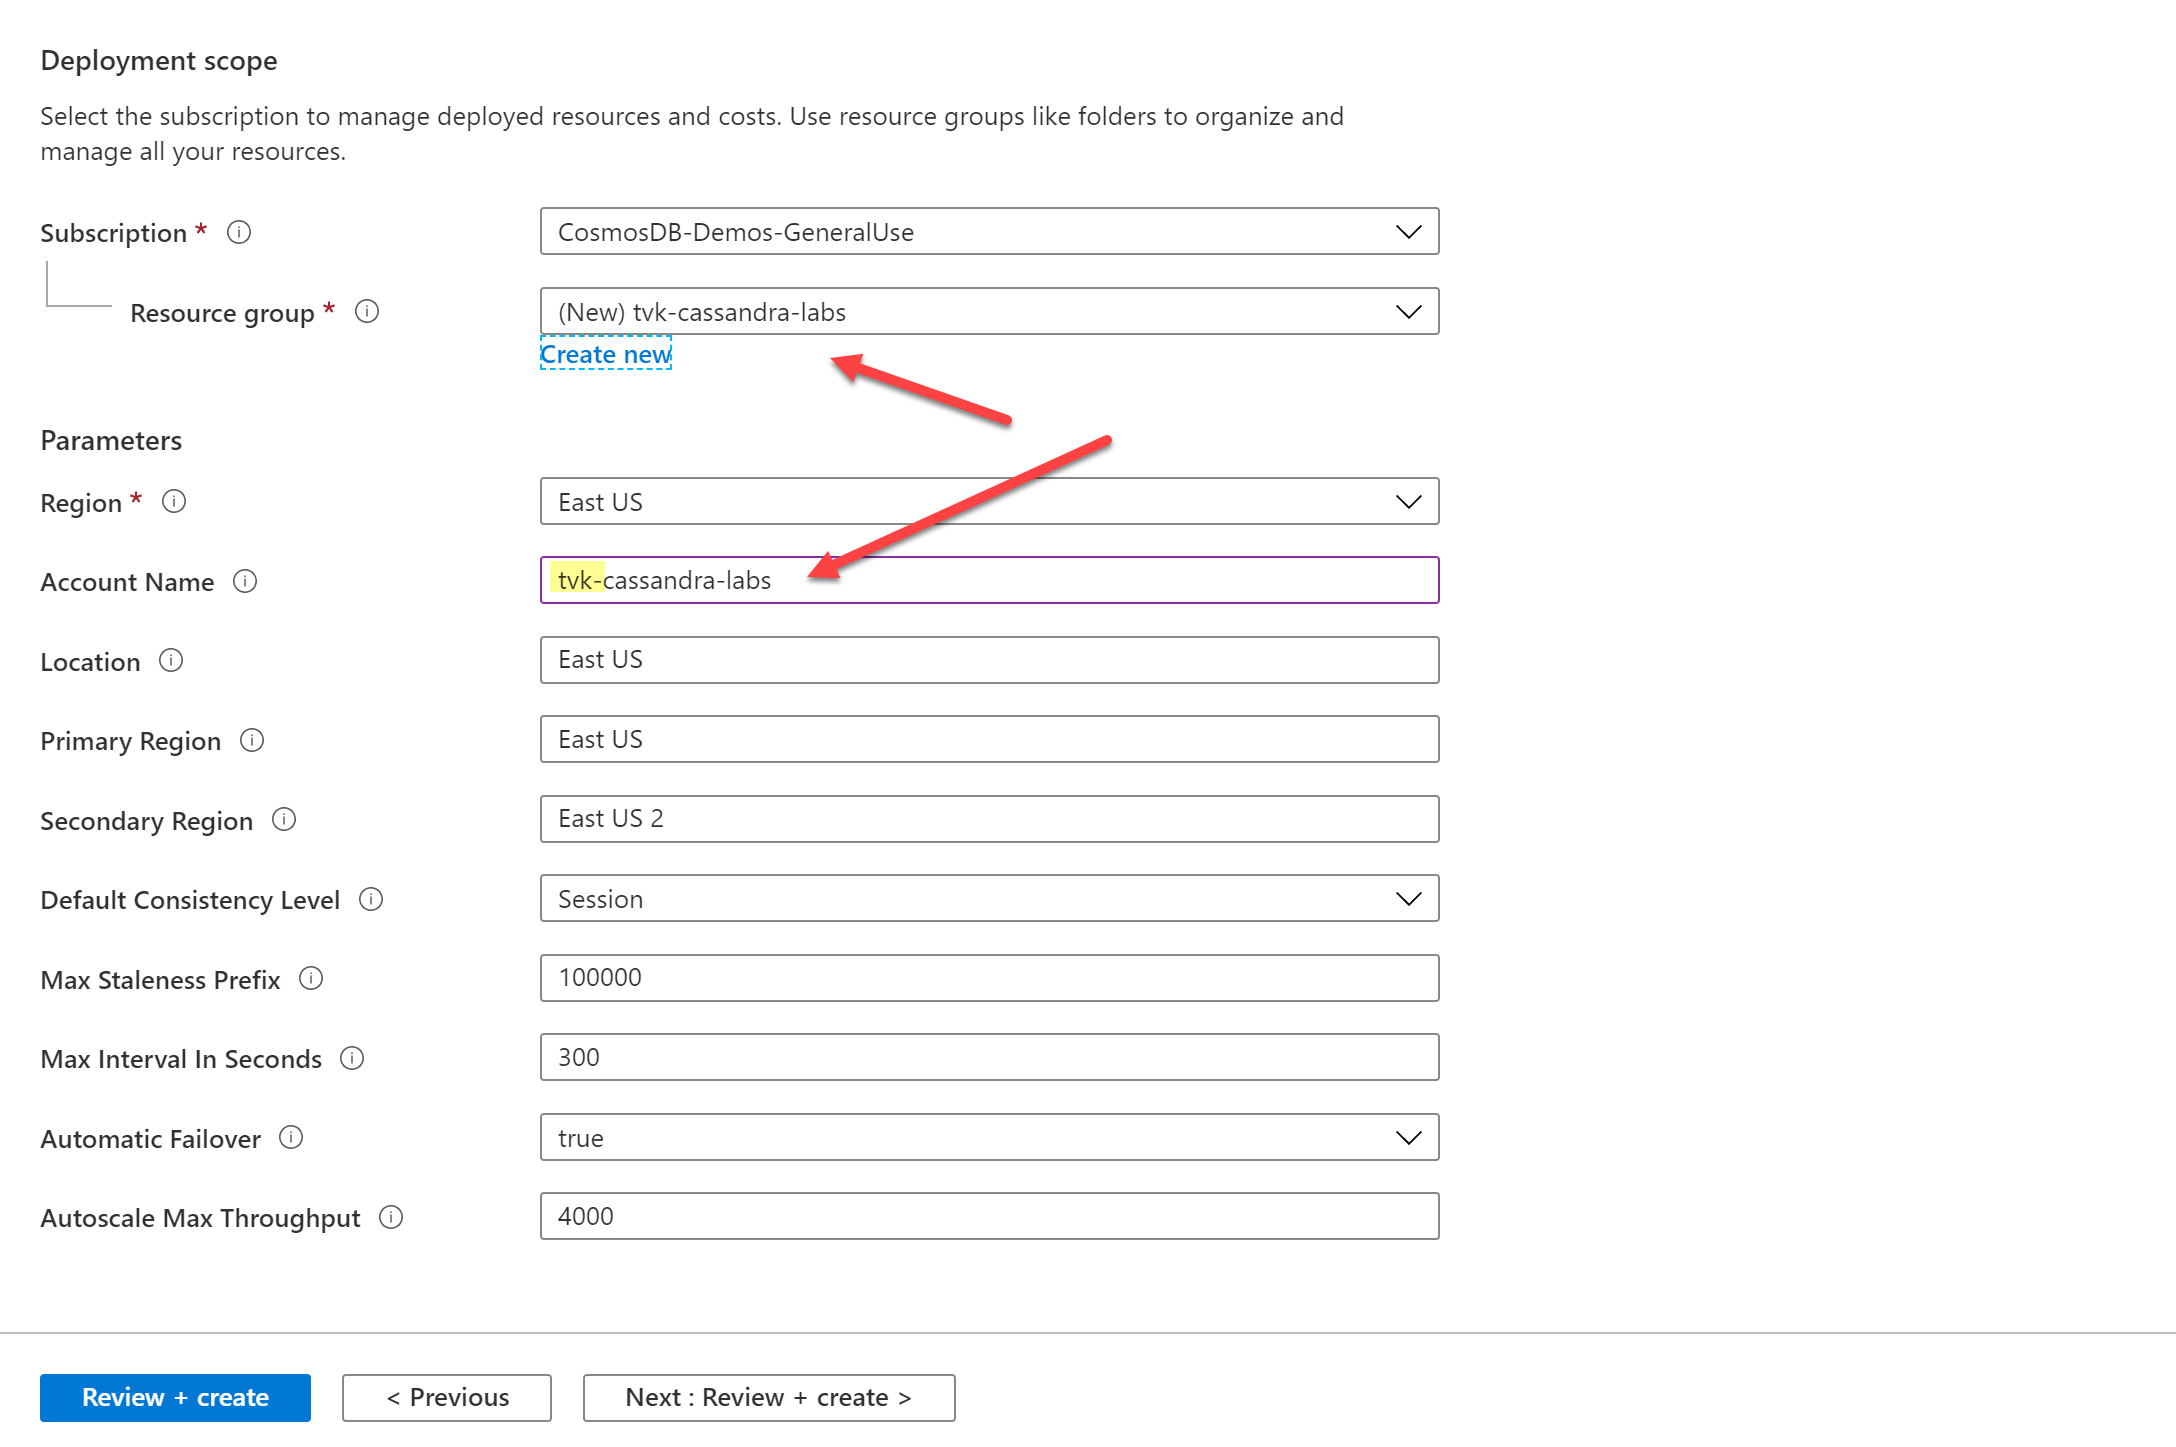 Deployment scope
Select the subscription to manage deployed resources and costs. Use resource groups like folders to organize and
manage all your resources.
Subscription * CosmosDB-Demos-GeneralUse
Resource group * (New) tvk-cassandra-labs
Create new
Parameters
Region * East US
Account Name tvk-cassandra-labs
Location East US
Primary Region East US
Secondary Region East US 2
Default Consistency Level Session
Max Staleness Prefix 100000
Max Interval In Seconds 300
Automatic Failover true
Autoscale Max Throughput 4000
Review + create < Previous Next : Review + create >